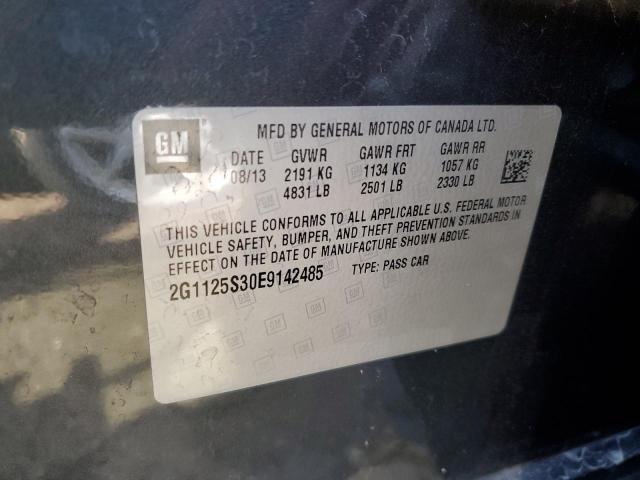 GM
MFD BY GENERAL MOTORS OF CANADA LTD.
DATE GVWR GAWR FRT GAWR RR
08/13 2191 KG 1134 KG 1057 KG
4831 LB 2501 LB 2330 LB
THIS VEHICLE CONFORMS TO ALL APPLICABLE U.S. FEDERAL MOTOR
VEHICLE SAFETY, BUMPER, AND THEFT PREVENTION STANDARDS IN
EFFECT ON THE DATE OF MANUFACTURE SHOWN ABOVE.
2G1125S30E9142485 TYPE: PASS CAR